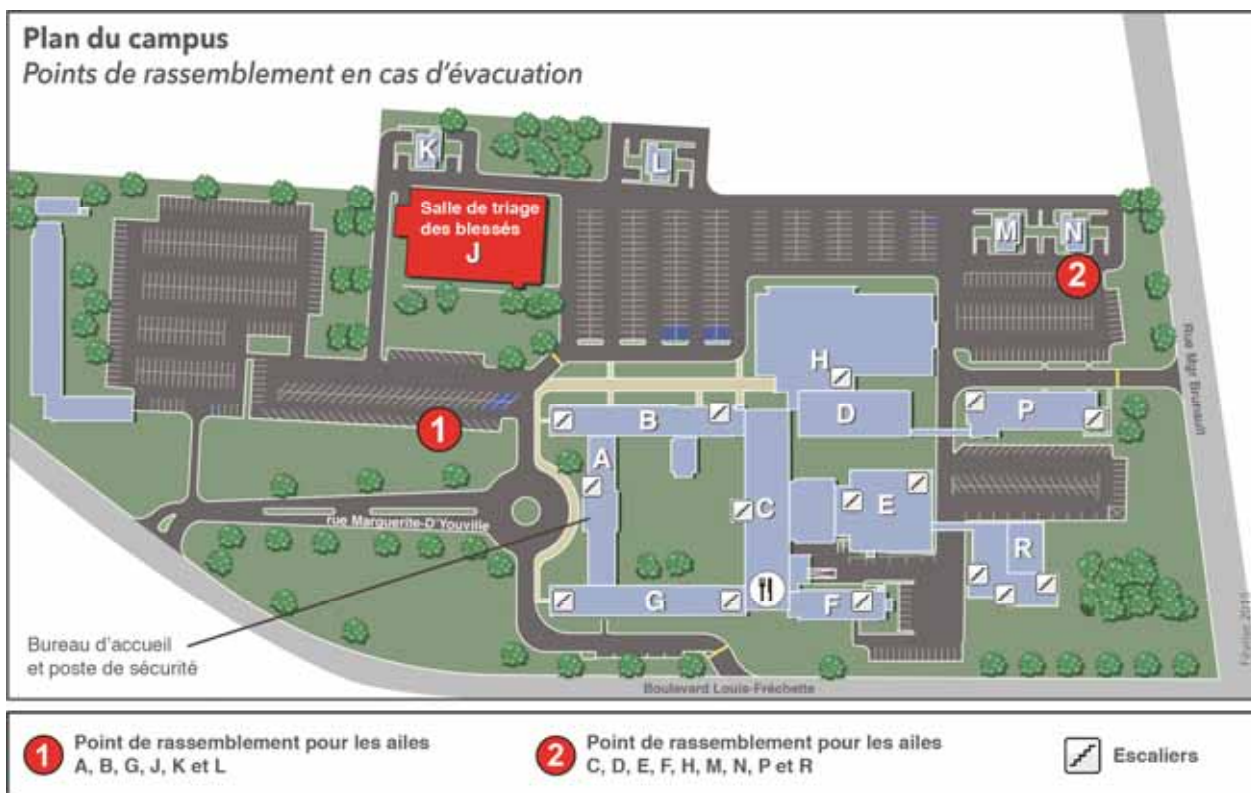 Plan du campus
Points de rassemblement en cas d'évacuation
K
L
Salle de triage
des blessés
J
M
N
2
Rue Mgr Brunault
H
1
B
D
P
A
C
E
rue Marguerite-D'Youville
R
G
F
Bureau d'accueil
et poste de sécurité
Boulevard Louis-Fréchette
1
Point de rassemblement pour les ailes
A, B, G, J, K et L
2
Point de rassemblement pour les ailes
C, D, E, F, H, M, N, P et R
Escaliers